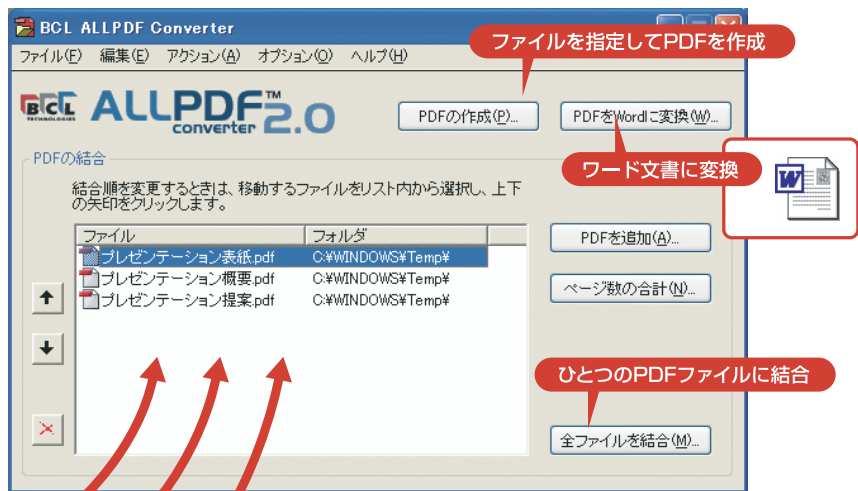 BCL ALLPDF Converter
ファイルを指定してPDFを作成
ファイル(F) 編集(E) アクション(A) オプション(O) ヘルプ(H)
BCL TECHNOLOGIES
ALLPDF™ converter 2.0
PDFの作成(P)...
PDFをWordに変換(W)...
ワード文書に変換
W
PDFの結合
結合順を変更するときは、移動するファイルをリスト内から選択し、上下
の矢印をクリックします。
ファイル フォルダ
プレゼンテーション表紙.pdf C:¥WINDOWS¥Temp¥
プレゼンテーション概要.pdf C:¥WINDOWS¥Temp¥
プレゼンテーション提案.pdf C:¥WINDOWS¥Temp¥
PDFを追加(A)...
ページ数の合計(N)...
ひとつのPDFファイルに結合
全ファイルを結合(M)...